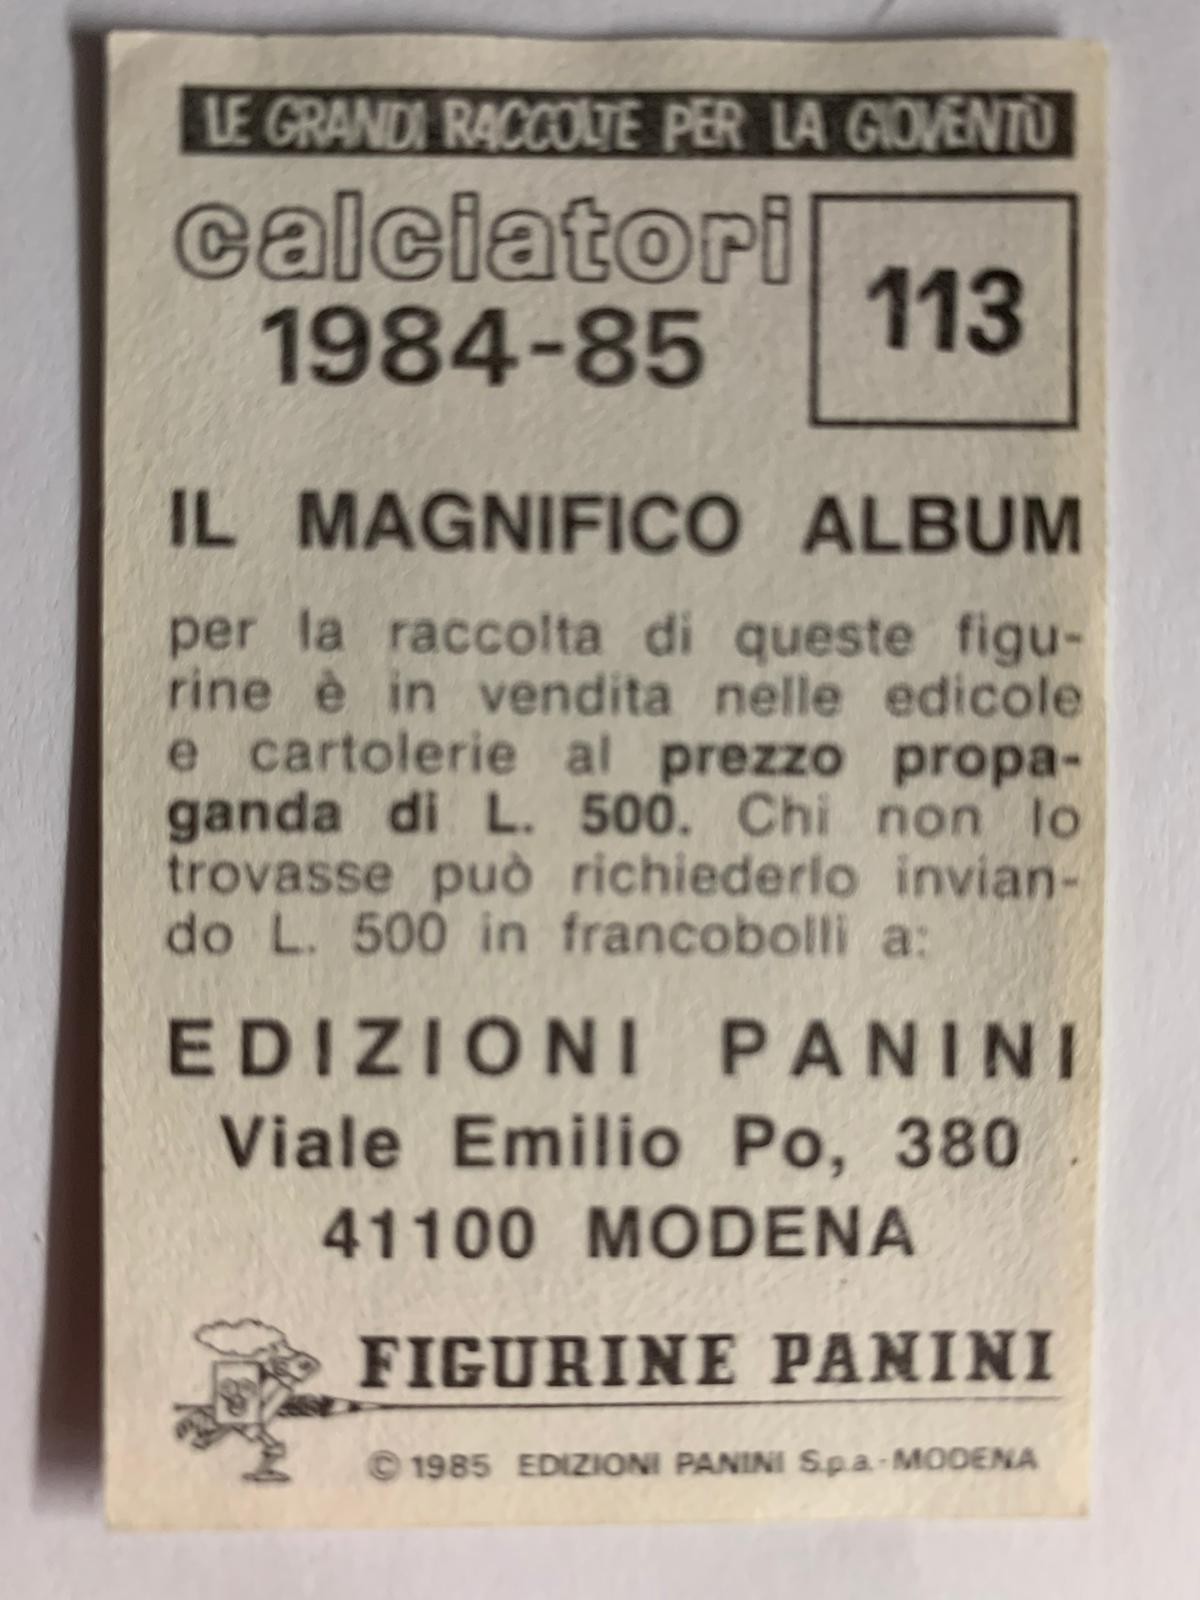 LE GRANDI RACCOLTE PER LA GIOVENTÙ
calciatori
1984-85
113
IL MAGNIFICO ALBUM
per la raccolta di queste figu-
rine è in vendita nelle edicole
e cartolerie al prezzo propa-
ganda di L. 500. Chi non lo
trovasse può richiederlo invian-
do L. 500 in francobolli a:
EDIZIONI PANINI
Viale Emilio Po, 380
41100 MODENA
FIGURINE PANINI
© 1985 EDIZIONI PANINI S.p.a.-MODENA